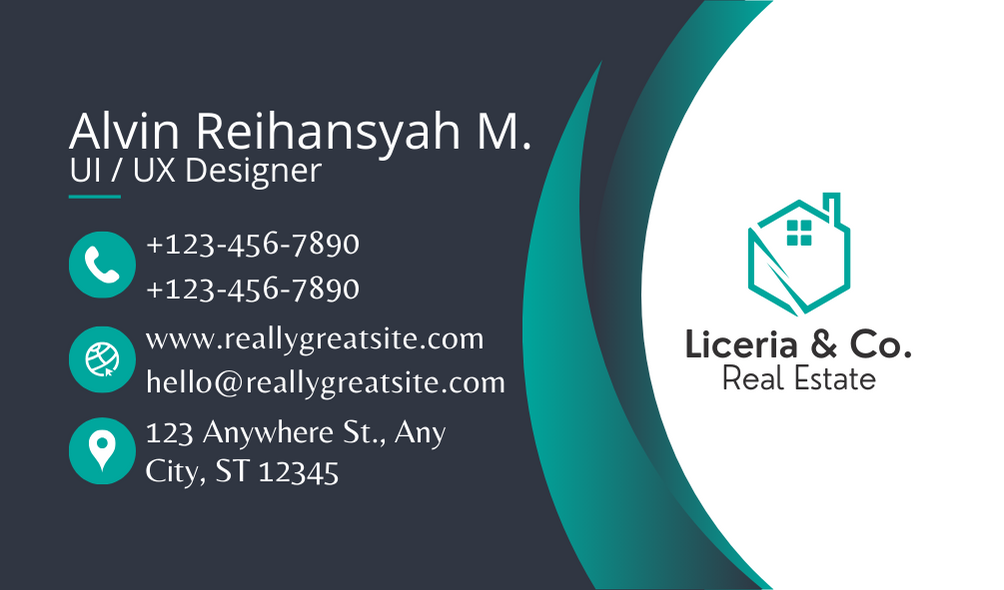 Alvin Reihansyah M.
UI / UX Designer
+123-456-7890
+123-456-7890
www.reallygreatsite.com
hello@reallygreatsite.com
123 Anywhere St., Any
City, ST 12345
Liceria & Co.
Real Estate